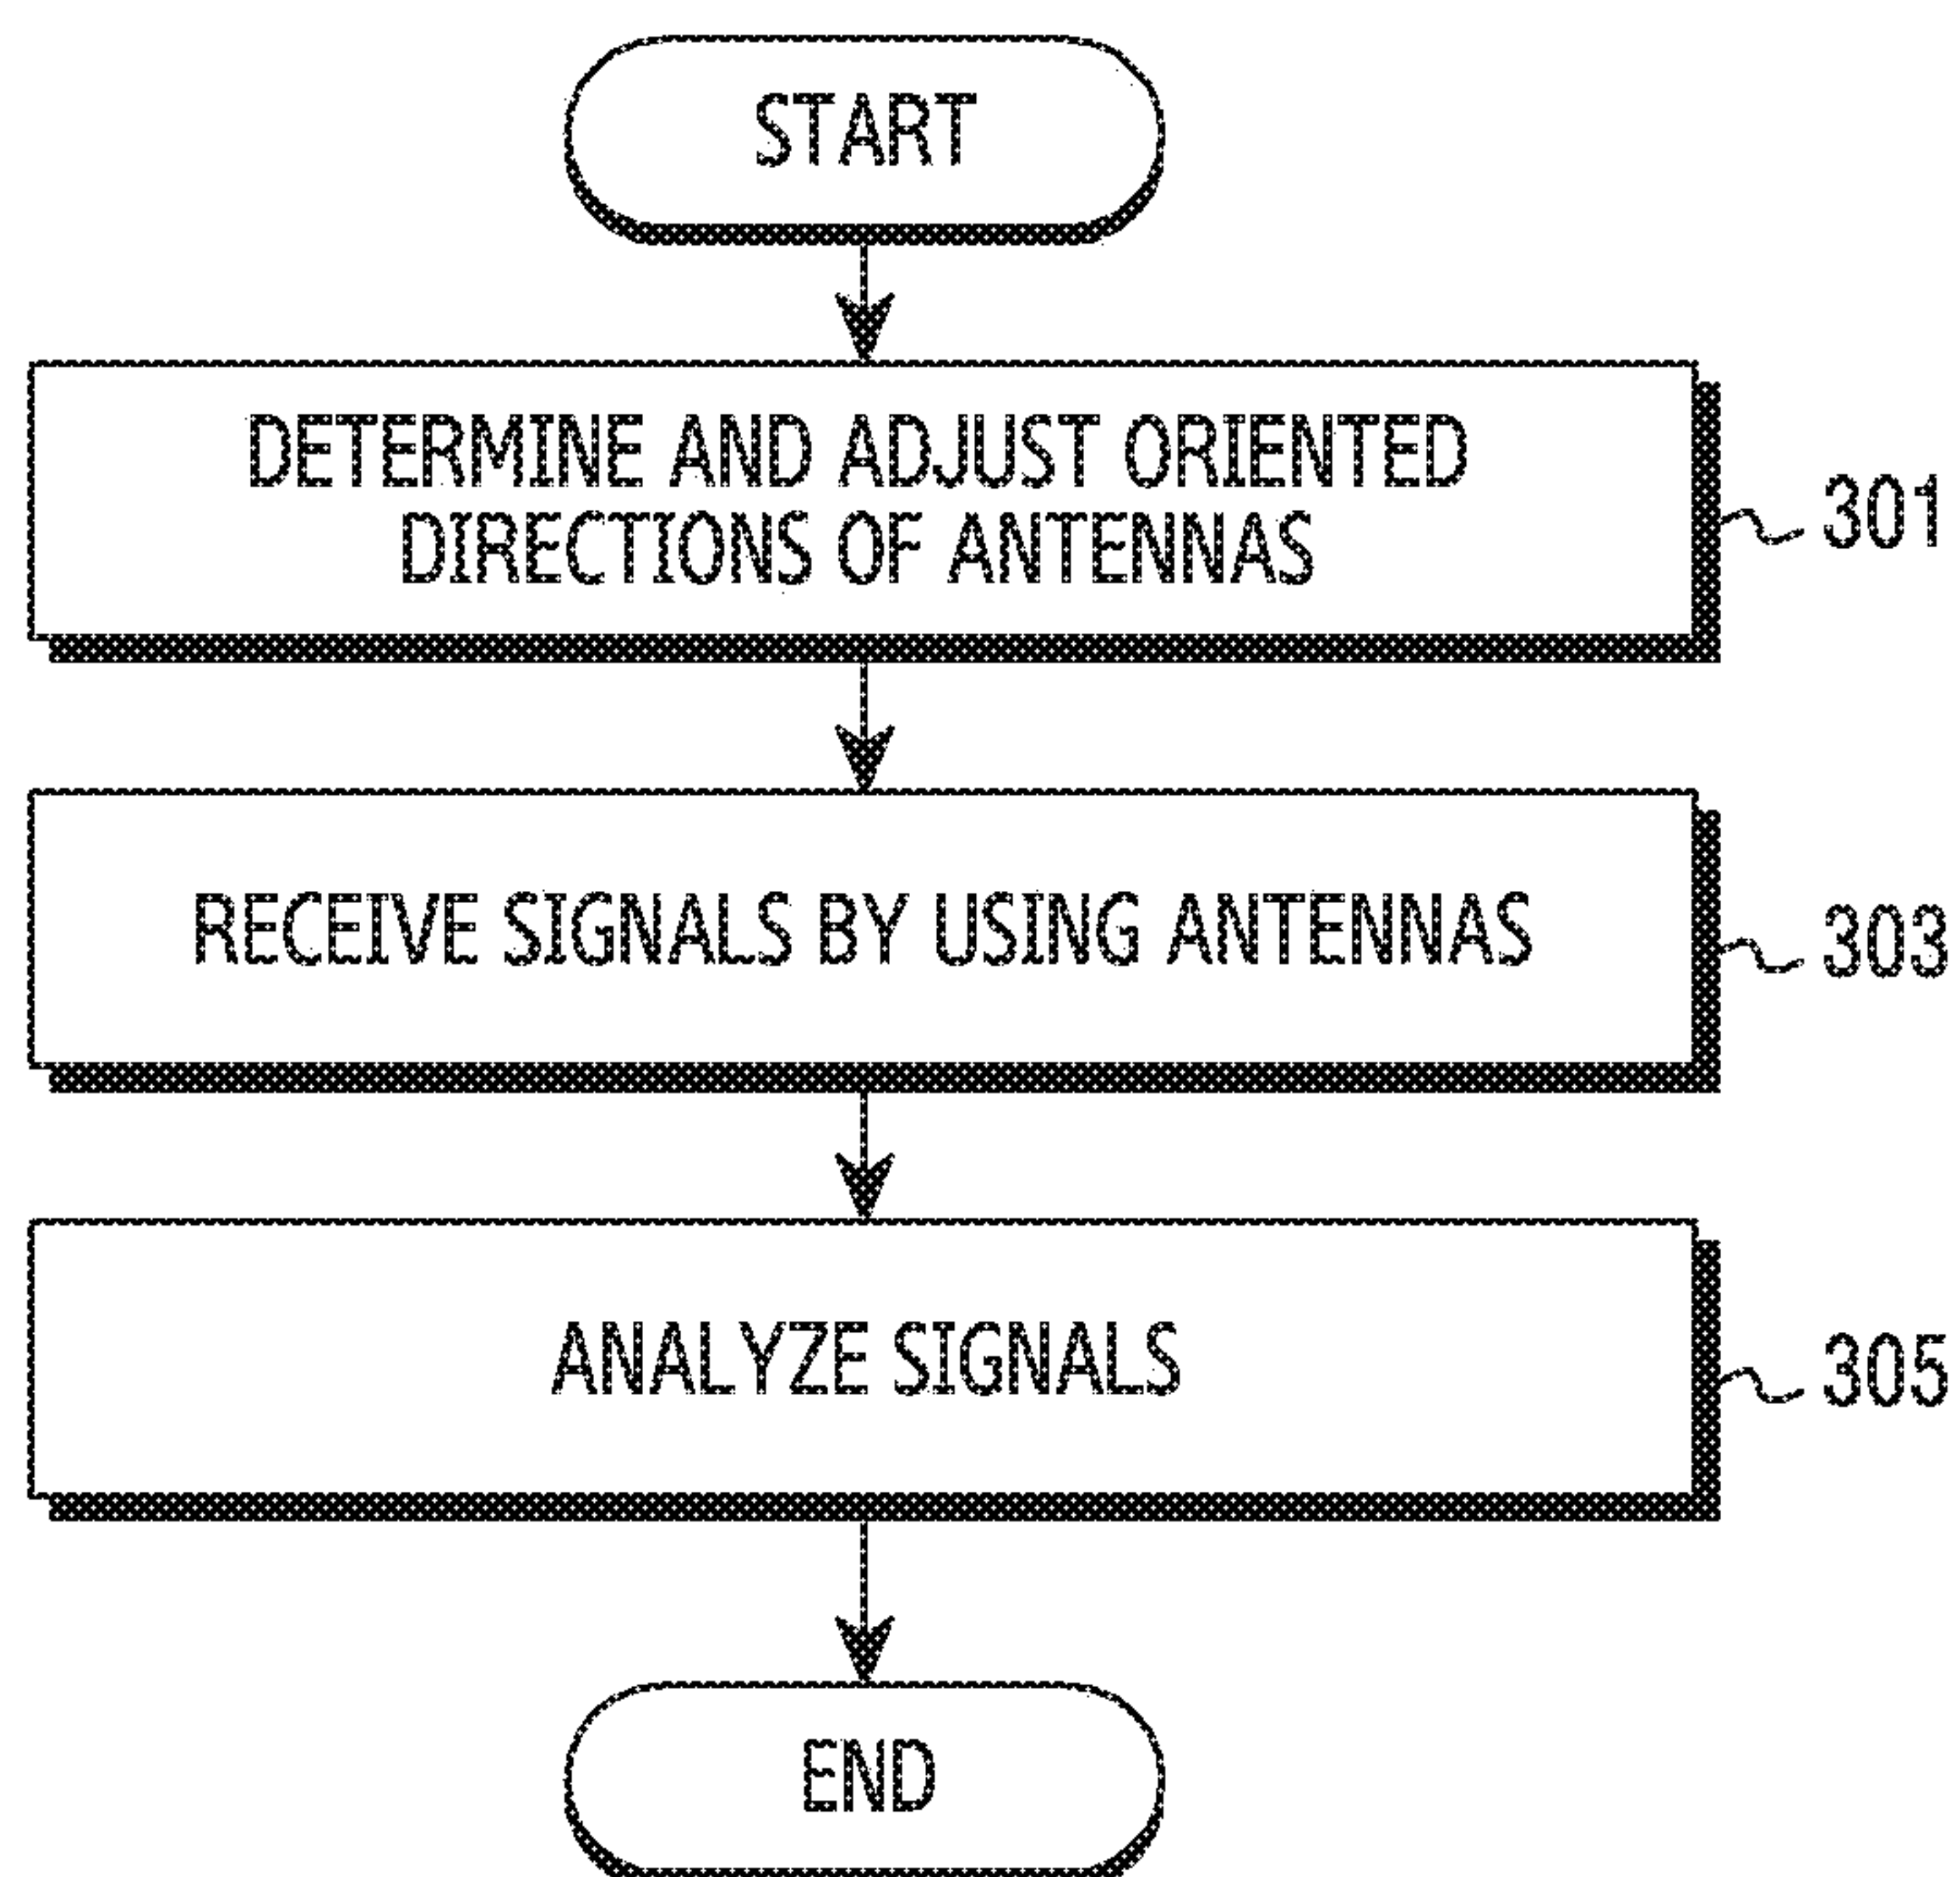 START
DETERMINE AND ADJUST ORIENTED
DIRECTIONS OF ANTENNAS
301
RECEIVE SIGNALS BY USING ANTENNAS
303
ANALYZE SIGNALS
305
END